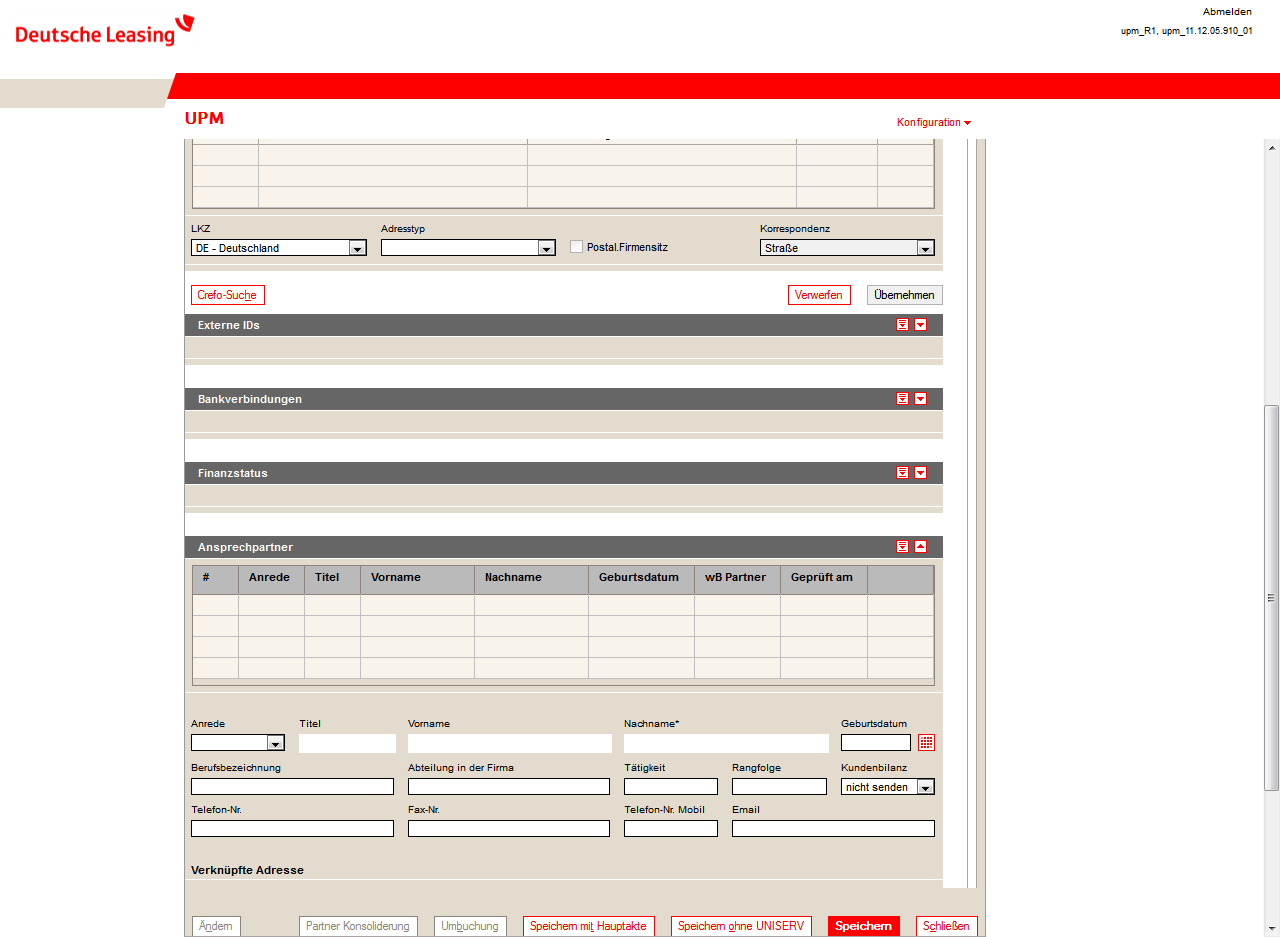 Abmelden
Deutsche Leasing
upm_R1, upm_11.12.05.910_01
UPM
Konfiguration
LKZ Adresstyp Korrespondenz
DE - Deutschland Postal.Firmensitz Straße
Crefo-Suche Verwerfen Übernehmen
Externe IDs
Bankverbindungen
Finanzstatus
Ansprechpartner
# Anrede Titel Vorname Nachname Geburtsdatum wB Partner Geprüft am
Anrede Titel Vorname Nachname* Geburtsdatum
Berufsbezeichnung Abteilung in der Firma Tätigkeit Rangfolge Kundenbilanz
nicht senden
Telefon-Nr. Fax-Nr. Telefon-Nr. Mobil Email
Verknüpfte Adresse
Ändern Partner Konsolidierung Umbuchung Speichern mit Hauptakte Speichern ohne UNISERV Speichern Schließen